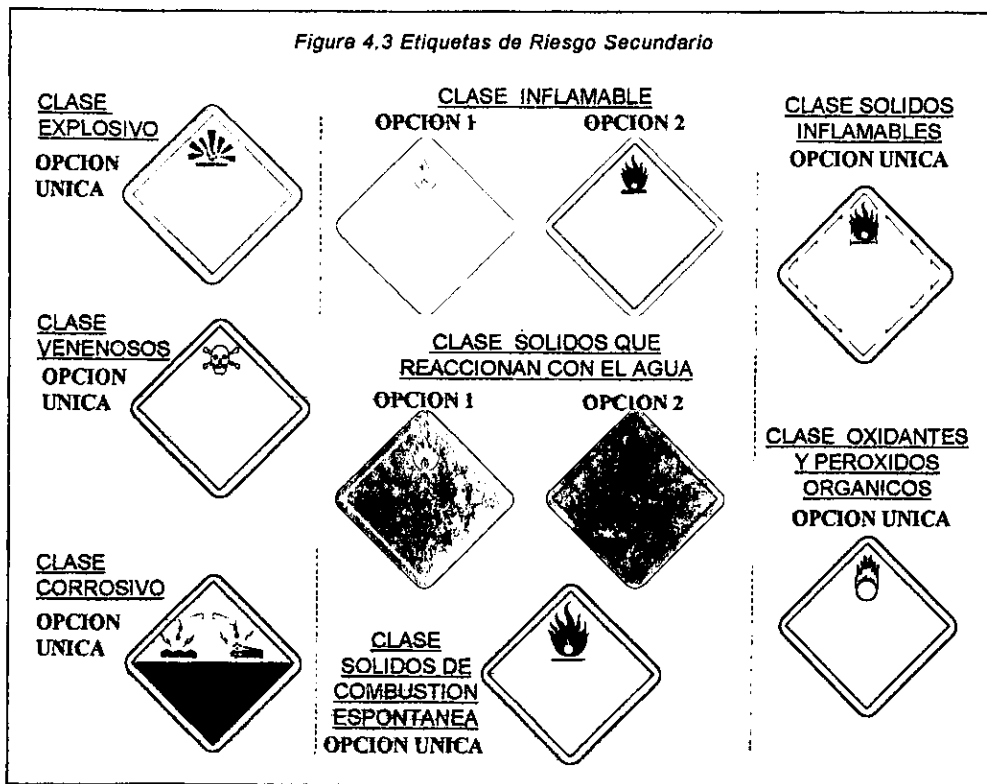 Figura 4.3 Etiquetas de Riesgo Secundario
CLASE
EXPLOSIVO
OPCION
UNICA
CLASE INFLAMABLE
OPCION 1
OPCION 2
CLASE SOLIDOS
INFLAMABLES
OPCION UNICA
CLASE
VENENOSOS
OPCION
UNICA
CLASE SOLIDOS QUE
REACCIONAN CON EL AGUA
OPCION 1
OPCION 2
CLASE OXIDANTES
Y PEROXIDOS
ORGANICOS
OPCION UNICA
CLASE
CORROSIVO
OPCION
UNICA
CLASE
SOLIDOS DE
COMBUSTION
ESPONTANEA
OPCION UNICA